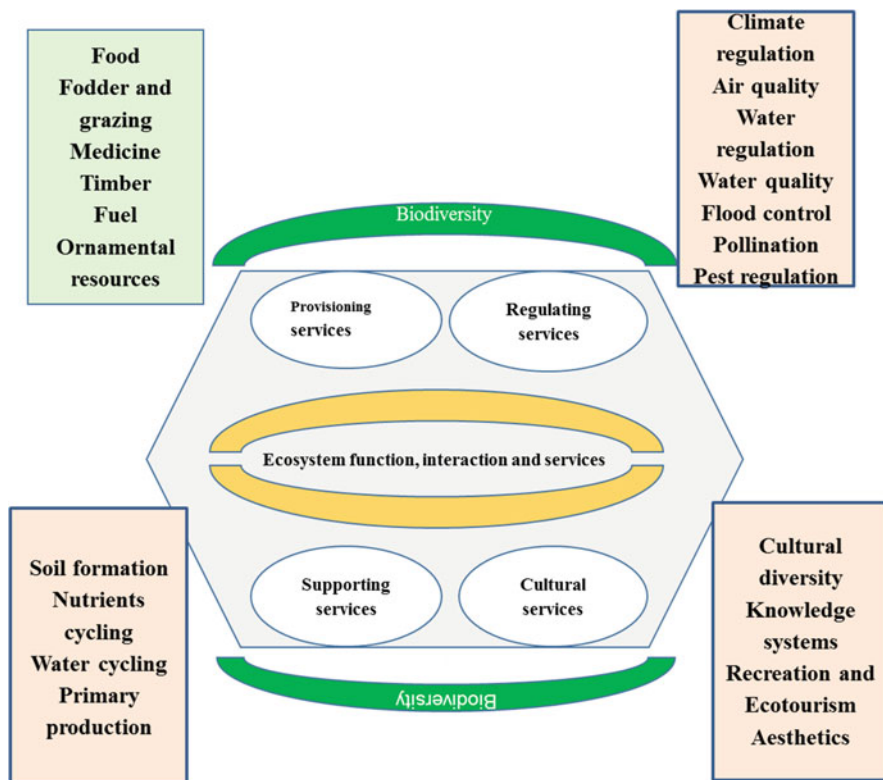 Food
Fodder and
grazing
Medicine
Timber
Fuel
Ornamental
resources
Climate
regulation
Air quality
Water
regulation
Water quality
Flood control
Pollination
Pest regulation
Biodiversity
Provisioning
services
Regulating
services
Ecosystem function, interaction and services
Supporting
services
Cultural
services
Soil formation
Nutrients
cycling
Water cycling
Primary
production
Cultural
diversity
Knowledge
systems
Recreation and
Ecotourism
Aesthetics
Biodiversity